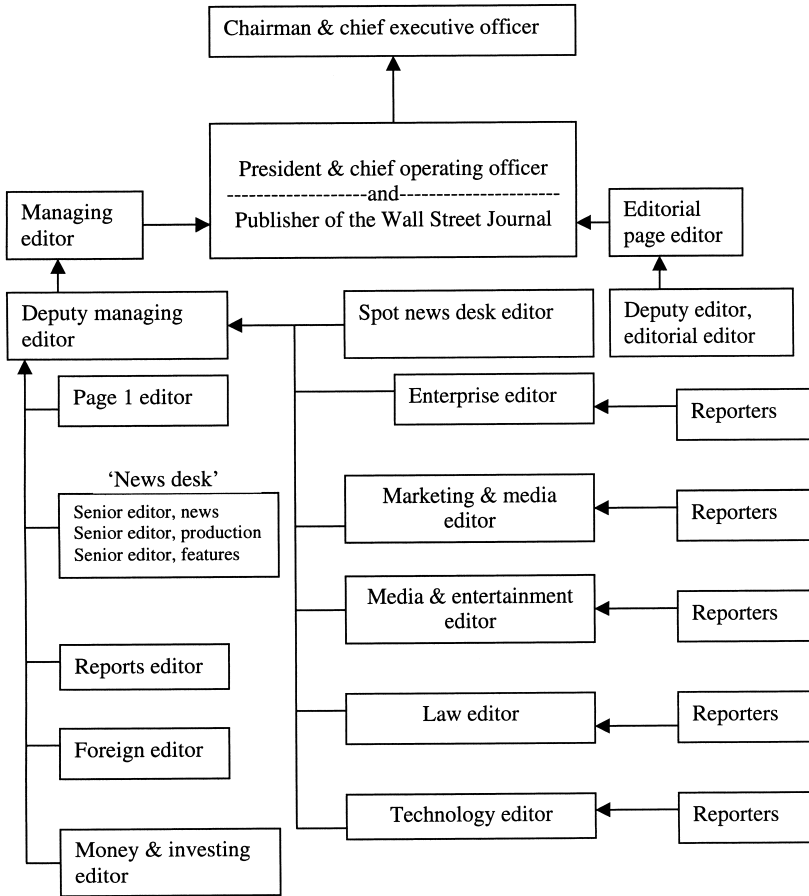 Chairman & chief executive officer
President & chief operating officer
--------------------and-----------------------
Publisher of the Wall Street Journal
Managing
editor
Editorial
page editor
Deputy managing
editor
Spot news desk editor
Deputy editor,
editorial editor
Page 1 editor
Enterprise editor
Reporters
‘News desk’
Senior editor, news
Senior editor, production
Senior editor, features
Marketing & media
editor
Reporters
Media & entertainment
editor
Reporters
Reports editor
Law editor
Reporters
Foreign editor
Technology editor
Reporters
Money & investing
editor